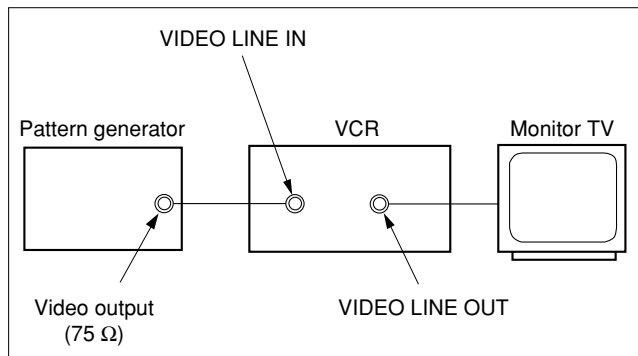 VIDEO LINE IN
Pattern generator
VCR
Monitor TV
Video output
(75 Ω)
VIDEO LINE OUT